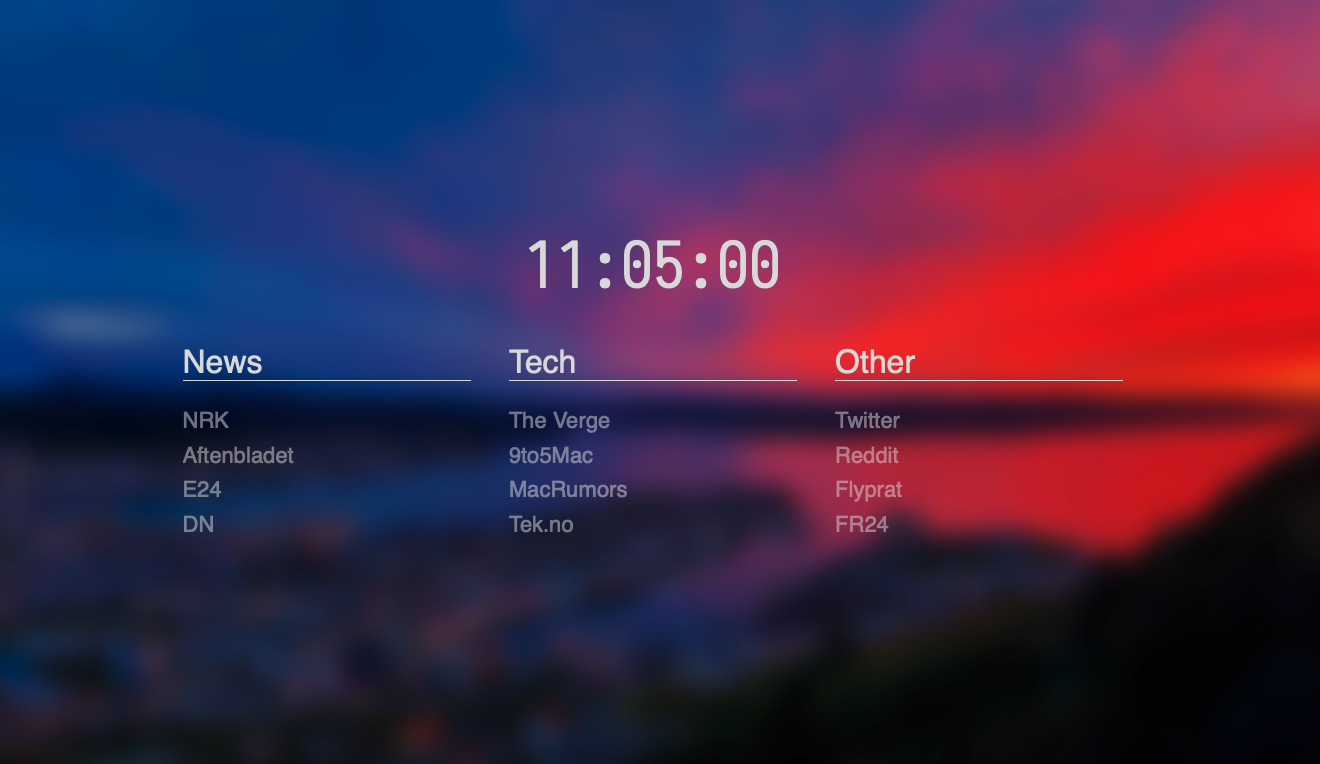 11:05:00
News
NRK
Aftenbladet
E24
DN
Tech
The Verge
9to5Mac
MacRumors
Tek.no
Other
Twitter
Reddit
Flyprat
FR24